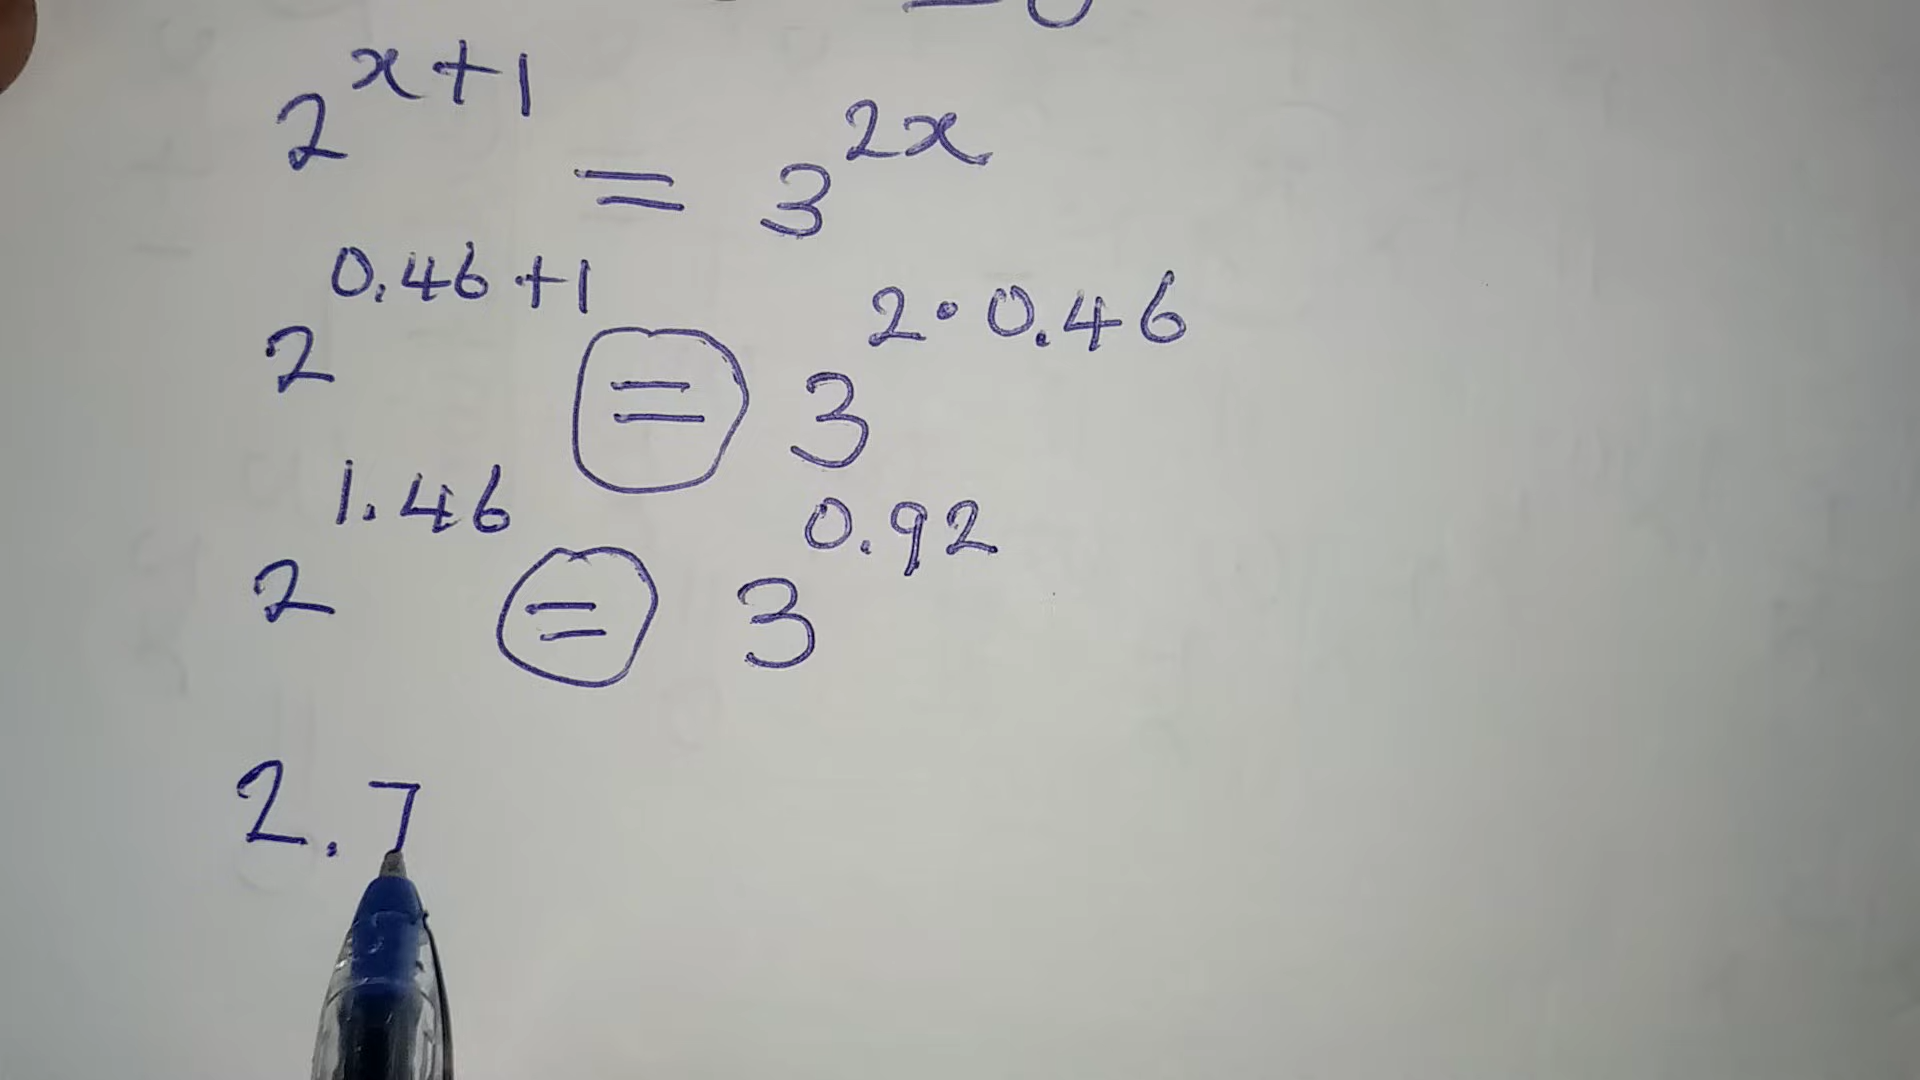 2^{x+1} = 3^{2x}
2^{0.46+1} = 3^{2·0.46}
2^{1.46} = 3^{0.92}
2.7